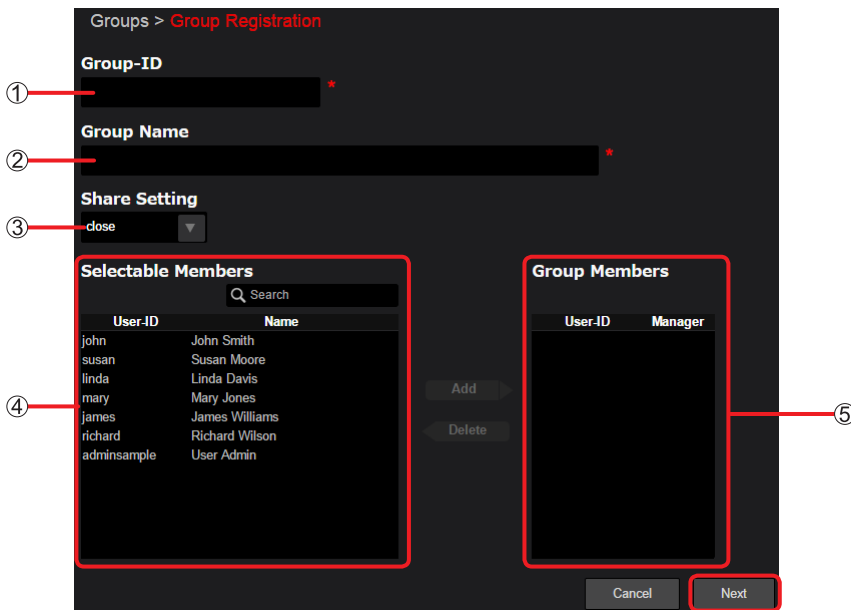 Groups > Group Registration
Group-ID
① *
Group Name
② *
Share Setting
③ close ▼
Selectable Members Group Members
Search
User-ID Name User-ID Manager
john John Smith
susan Susan Moore
linda Linda Davis
Add
mary Mary Jones
④ ⑤
james James Williams
Delete
richard Richard Wilson
adminsample User Admin
Cancel Next